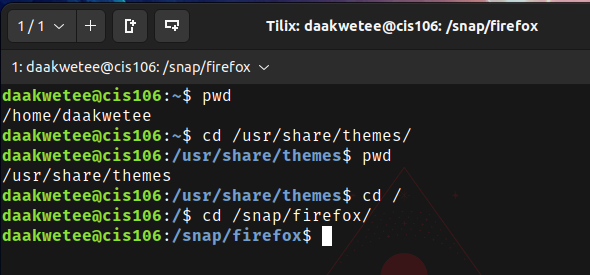 1 / 1
Tilix: daakwetee@cis106: /snap/firefox
1: daakwetee@cis106: /snap/firefox
daakwetee@cis106:~$ pwd
/home/daakwetee
daakwetee@cis106:~$ cd /usr/share/themes/
daakwetee@cis106:/usr/share/themes$ pwd
/usr/share/themes
daakwetee@cis106:/usr/share/themes$ cd /
daakwetee@cis106:/$ cd /snap/firefox/
daakwetee@cis106:/snap/firefox$